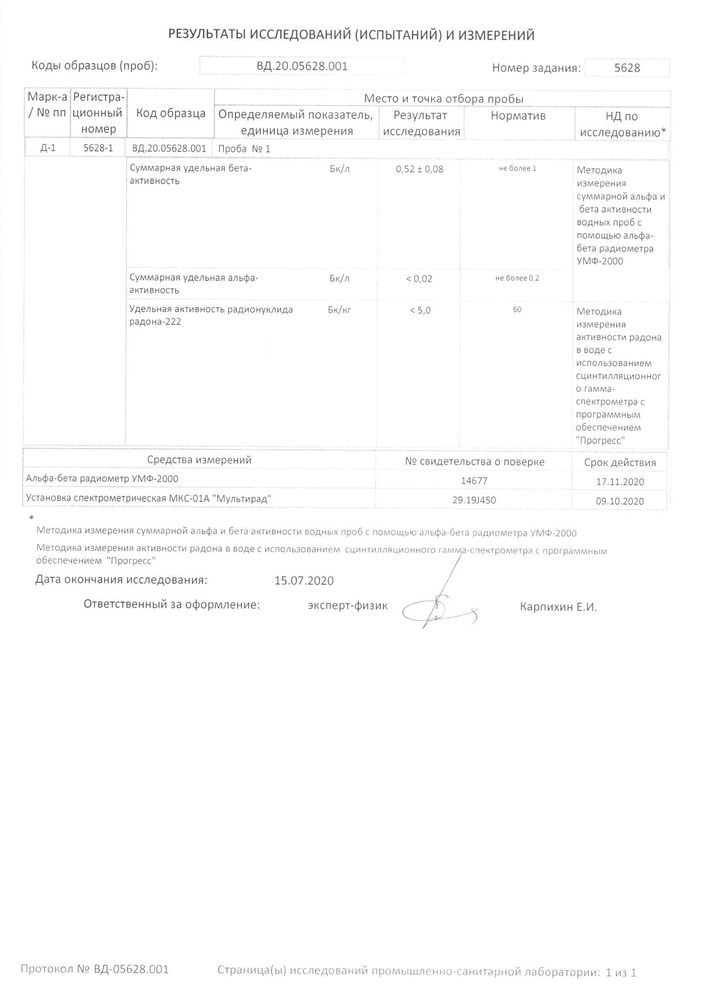 РЕЗУЛЬТАТЫ ИССЛЕДОВАНИЙ (ИСПЫТАНИЙ) И ИЗМЕРЕНИЙ
Коды образцов (проб): ВД.20.05628.001 Номер задания: 5628
Марк-а / № пп
Регистра-
ционный
номер
Код образца
Место и точка отбора пробы
Определяемый показатель,
единица измерения
Результат
исследования
Норматив
НД по
исследованию*
Д-1 5628-1 ВД.20.05628.001 Проба № 1
Суммарная удельная бета-
активность
Бк/л 0,52 ± 0,08 не более 1
Методика
измерения
суммарной альфа и
бета активности
водных проб с
помощью альфа-
бета радиометра
УМФ-2000
Суммарная удельная альфа-
активность
Бк/л < 0,02 не более 0,2
Удельная активность радионуклида
радона-222
Бк/кг < 5,0 60
Методика
измерения
активности радона
в воде с
использованием
сцинтилляционног
о гамма-
спектрометра с
программным
обеспечением
"Прогресс"
Средства измерений № свидетельства о поверке Срок действия
Альфа-бета радиометр УМФ-2000 14677 17.11.2020
Установка спектрометрическая МКС-01А "Мультирад" 29.19J450 09.10.2020
*
Методика измерения суммарной альфа и бета активности водных проб с помощью альфа-бета радиометра УМФ-2000
Методика измерения активности радона в воде с использованием сцинтилляционного гамма-спектрометра с программным
обеспечением "Прогресс"
Дата окончания исследования: 15.07.2020
Ответственный за оформление: эксперт-физик Карпихин Е.И.
Протокол № ВД-05628.001 Страница(ы) исследований промышленно-санитарной лаборатории: 1 из 1